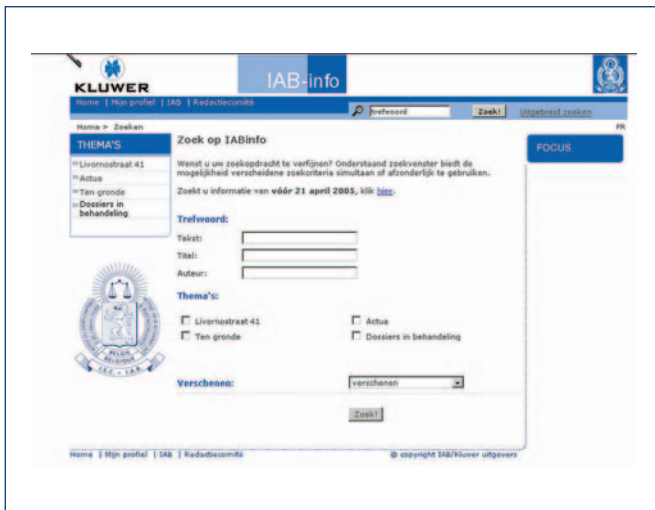 KLUWER
IAB-info
Home | Mijn profiel | IAB | Redactiecomité
trefwoord
Zoek!
Uitgebreid zoeken
Home > Zoeken
FR
THEMA'S
Livornostraat 41
Actua
Ten gronde
Dossiers in
behandeling
Zoek op IABinfo
Wenst u uw zoekopdracht te verfijnen? Onderstaand zoekvenster biedt de
mogelijkheid verscheidene zoekcriteria simultaan of afzonderlijk te gebruiken.
Zoekt u informatie van vóór 21 april 2005, klik hier.
FOCUS
Trefwoord:
Tekst:
Titel:
Auteur:
Thema's:
Livornostraat 41
Actua
Ten gronde
Dossiers in behandeling
BELGIE
BELGIQUE
I.E.C. - I.A.B.
Verschenen:
verschenen
Zoek!
Home | Mijn profiel | IAB | Redactiecomité
© copyright IAB/Kluwer uitgevers